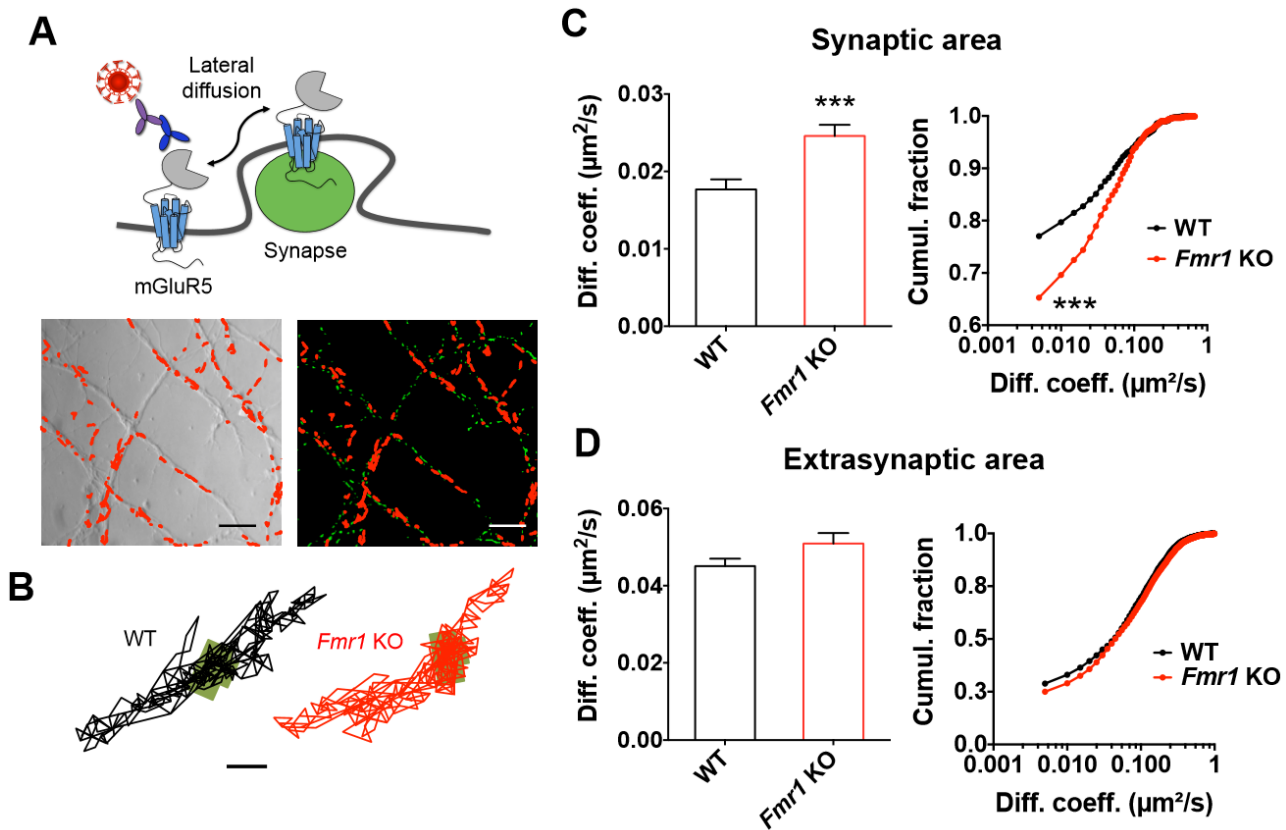 A
Lateral
diffusion
Synapse
mGluR5
B
WT
Fmr1 KO
C
Synaptic area
Diff. coeff. (µm²/s)
0.03
0.02
0.01
0.00
***
WT
Fmr1 KO
Cumul. fraction
1.0
0.9
0.8
0.7
0.6
WT
Fmr1 KO
***
0.001
0.010
0.100
1
Diff. coeff. (µm²/s)
D
Extrasynaptic area
Diff. coeff. (µm²/s)
0.06
0.04
0.02
0.00
WT
Fmr1 KO
Cumul. fraction
1.0
0.8
0.5
0.3
0.0
WT
Fmr1 KO
0.001
0.010
0.100
1
Diff. coeff. (µm²/s)